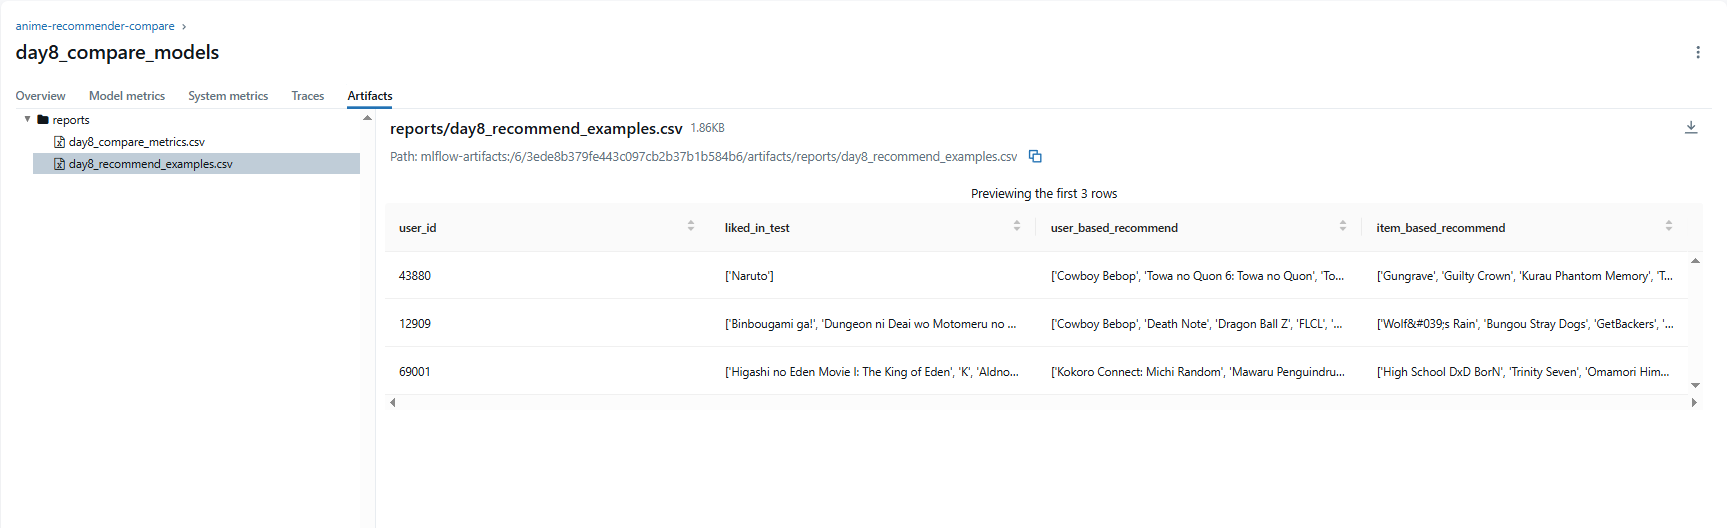 anime-recommender-compare ›
day8_compare_models
Overview Model metrics System metrics Traces Artifacts
reports
day8_compare_metrics.csv
day8_recommend_examples.csv
reports/day8_recommend_examples.csv 1.86KB
Path: mlflow-artifacts:/6/3ede8b379fe443c097cb2b37b1b584b6/artifacts/reports/day8_recommend_examples.csv
Previewing the first 3 rows
user_id liked_in_test user_based_recommend item_based_recommend
43880 ['Naruto'] ['Cowboy Bebop', 'Towa no Quon 6: Towa no Quon', 'To... ['Gungrave', 'Guilty Crown', 'Kurau Phantom Memory', 'T...
12909 ['Binbougami ga!', 'Dungeon ni Deai wo Motomeru no ... ['Cowboy Bebop', 'Death Note', 'Dragon Ball Z', 'FLCL', '... ['Wolf&#039;s Rain', 'Bungou Stray Dogs', 'GetBackers', '...
69001 ['Higashi no Eden Movie I: The King of Eden', 'K', 'Aldno... ['Kokoro Connect: Michi Random', 'Mawaru Penguindru... ['High School DxD BorN', 'Trinity Seven', 'Omamori Him...